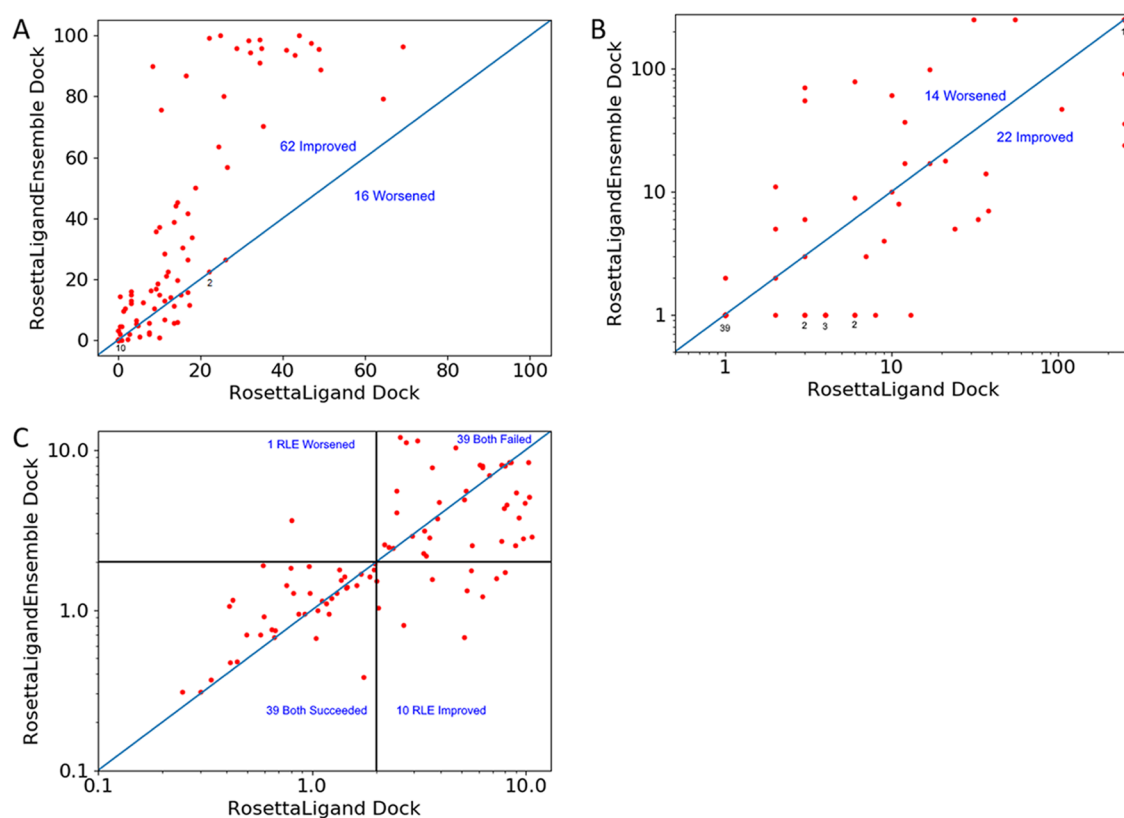 A
RosettaLigandEnsemble Dock
100
80
60
40
20
0
62 Improved
16 Worsened
2
10
0
20
40
60
80
100
RosettaLigand Dock
B
RosettaLigandEnsemble Dock
100
10
1
14 Worsened
22 Improved
39
2
3
2
1
10
100
RosettaLigand Dock
C
RosettaLigandEnsemble Dock
10.0
1.0
0.1
1 RLE Worsened
39 Both Failed
39 Both Succeeded
10 RLE Improved
0.1
1.0
10.0
RosettaLigand Dock